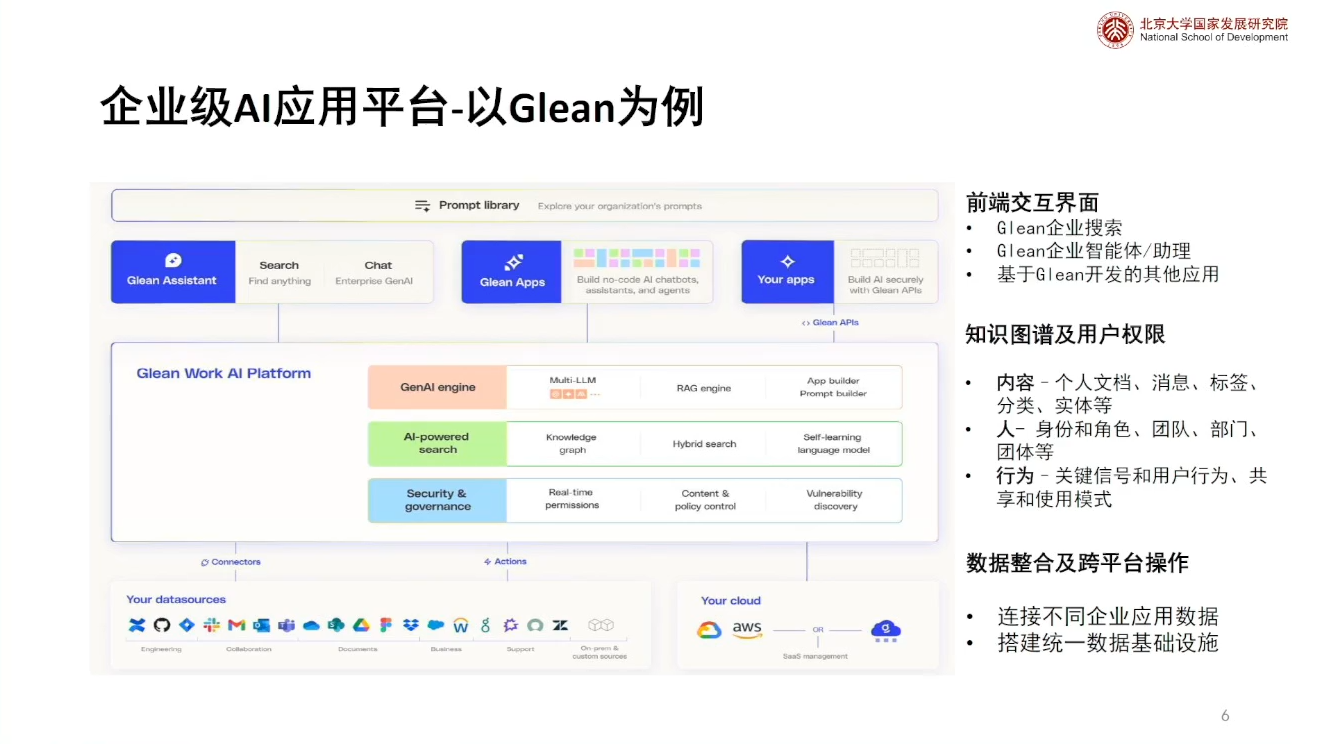 北京大学国家发展研究院
National School of Development
企业级AI应用平台-以Glean为例
Prompt library Explore your organization's prompts
Glean Assistant
Search
Find anything
Chat
Enterprise GenAI
Glean Apps
Build no-code AI chatbots,
assistants, and agents
Your apps
Build AI securely
with Glean APIs
<> Glean APIs
Glean Work AI Platform
GenAI engine
Multi-LLM
RAG engine
App builder
Prompt builder
AI-powered
search
Knowledge
graph
Hybrid search
Self-learning
language model
Security &
governance
Real-time
permissions
Content &
policy control
Vulnerability
discovery
Connectors
Actions
Your datasources
Engineering
Collaboration
Documents
Business
Support
On-prem &
custom sources
Your cloud
aws
OR
g
SaaS management
前端交互界面
• Glean企业搜索
• Glean企业智能体/助理
• 基于Glean开发的其他应用
知识图谱及用户权限
• 内容 – 个人文档、消息、标签、
分类、实体等
• 人– 身份和角色、团队、部门、
团体等
• 行为 – 关键信号和用户行为、共
享和使用模式
数据整合及跨平台操作
• 连接不同企业应用数据
• 搭建统一数据基础设施
6